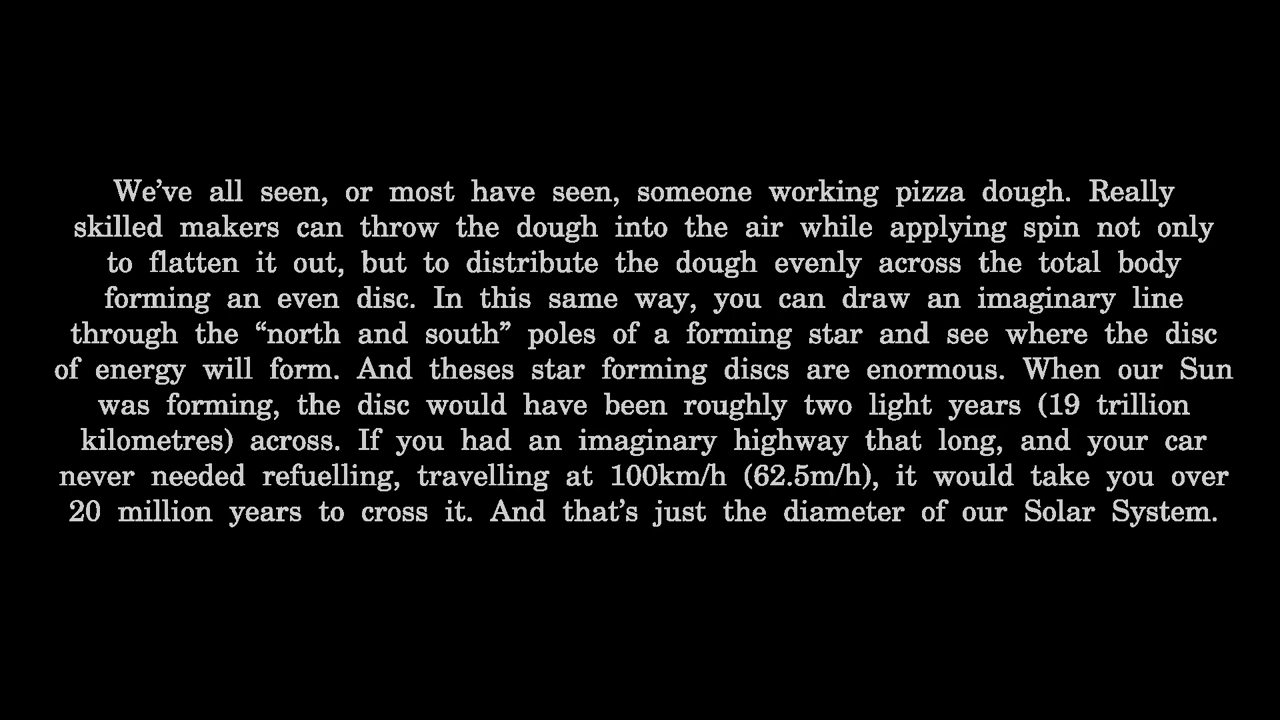 We’ve all seen, or most have seen, someone working pizza dough. Really
skilled makers can throw the dough into the air while applying spin not only
to flatten it out, but to distribute the dough evenly across the total body
forming an even disc. In this same way, you can draw an imaginary line
through the “north and south” poles of a forming star and see where the disc
of energy will form. And theses star forming discs are enormous. When our Sun
was forming, the disc would have been roughly two light years (19 trillion
kilometres) across. If you had an imaginary highway that long, and your car
never needed refuelling, travelling at 100km/h (62.5m/h), it would take you over
20 million years to cross it. And that’s just the diameter of our Solar System.